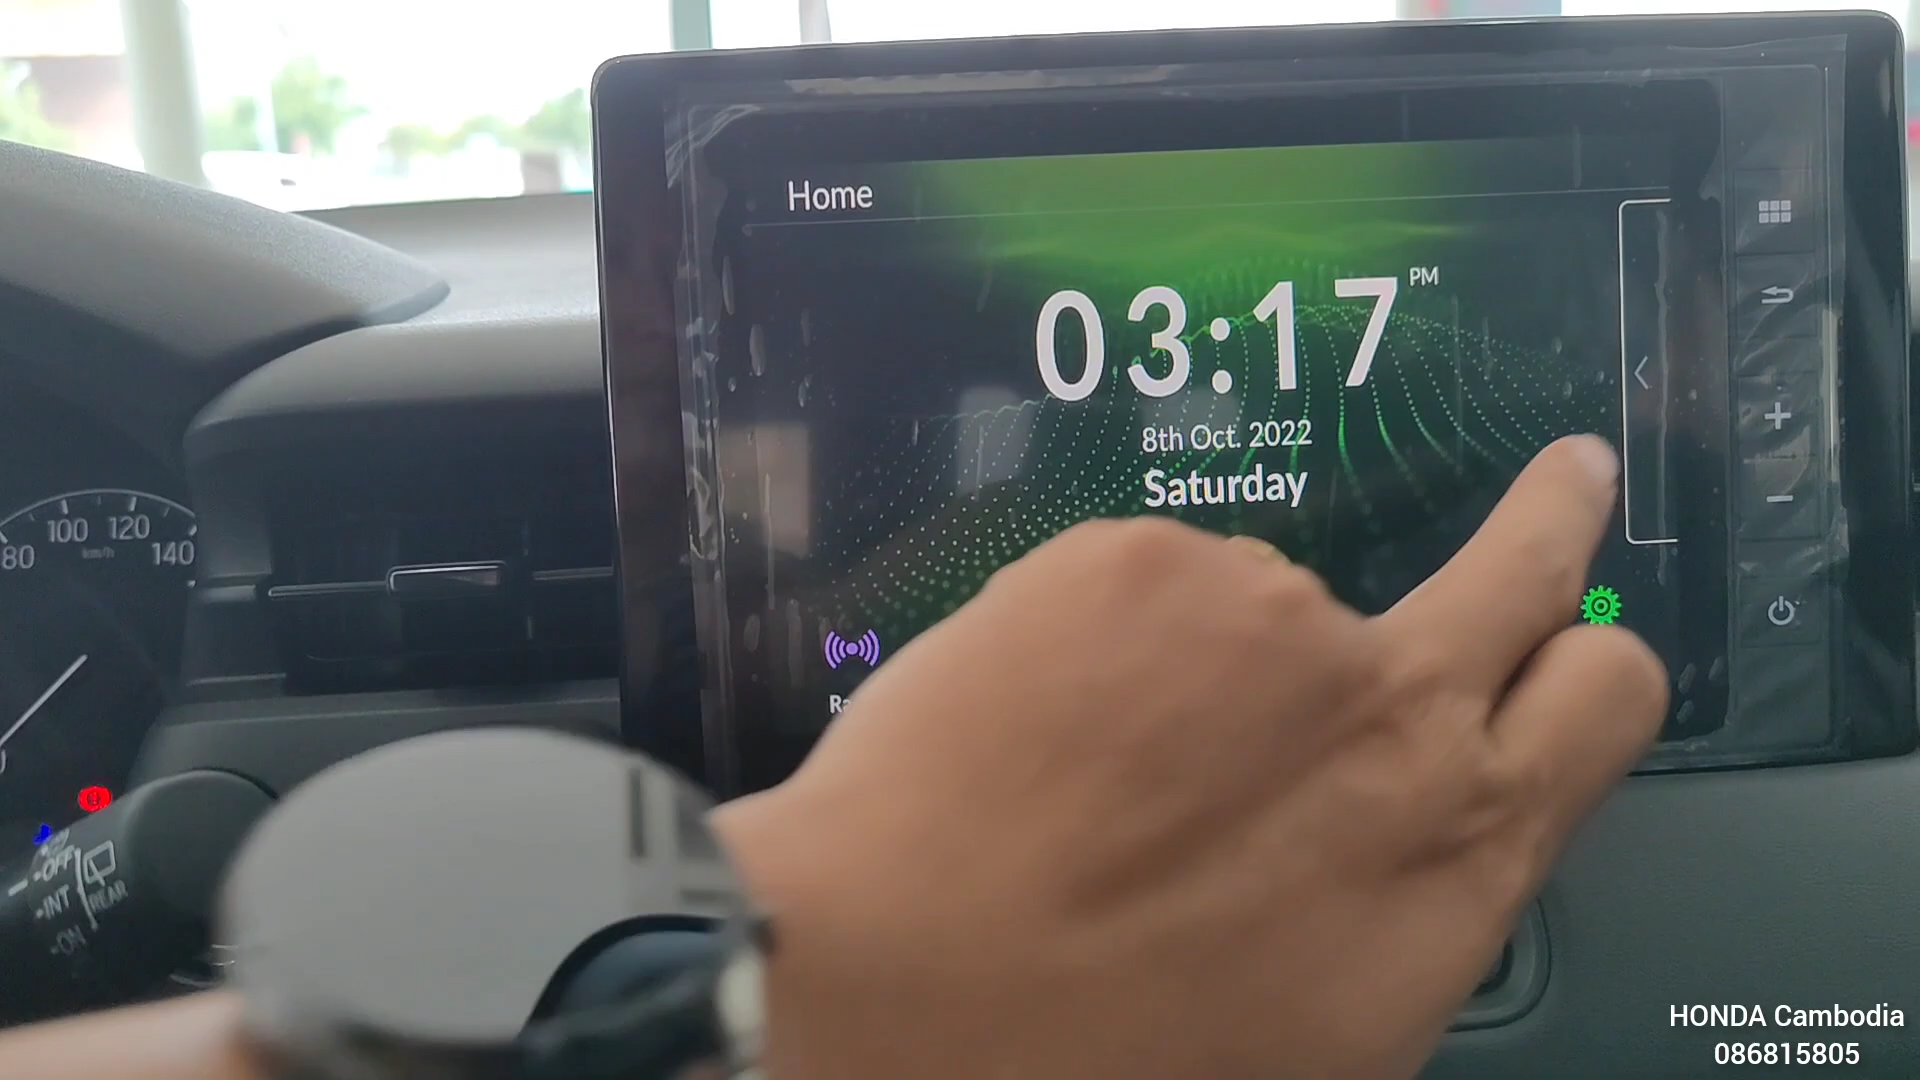 Home
03:17 PM
8th Oct. 2022
Saturday
80 100 120 140
km/h
-OFF
-INT
REAR
-ON
HONDA Cambodia
086815805